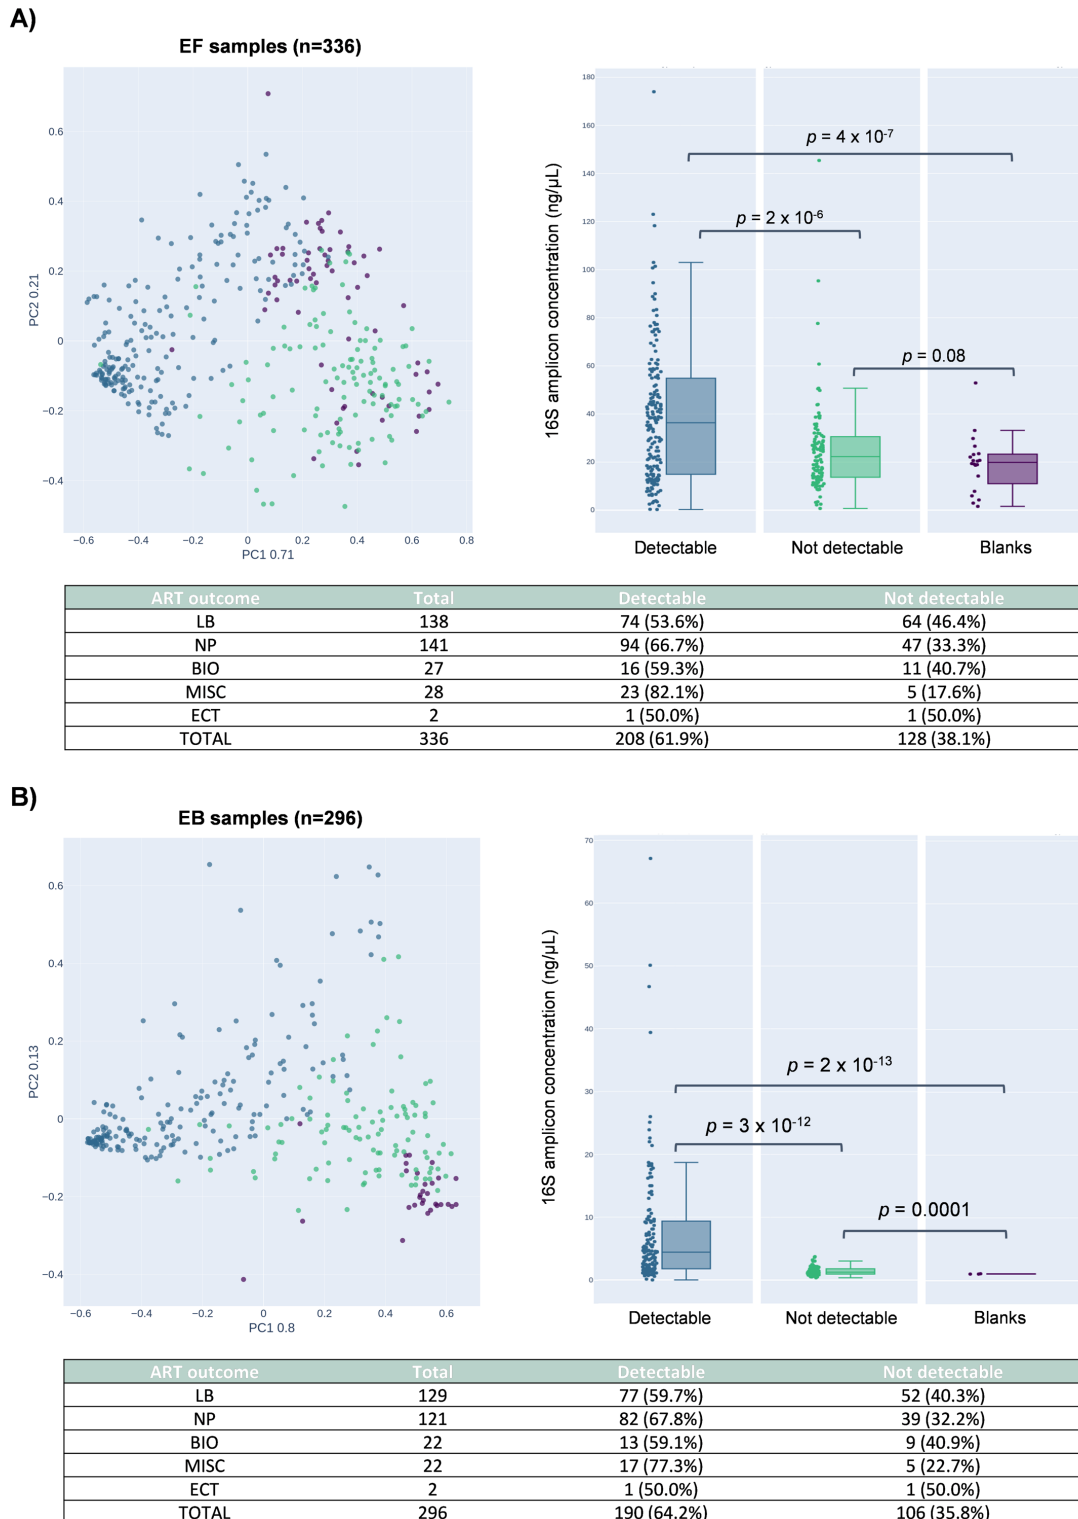 A)
EF samples (n=336)
0.6
0.4
0.2
0
−0.2
−0.4
PC2 0.21
−0.6
−0.4
−0.2
0
0.2
0.4
0.6
0.8
PC1 0.71
16S amplicon concentration (ng/µL)
180
160
140
120
100
80
60
40
20
0
p = 4 x 10-7
p = 2 x 10-6
p = 0.08
Detectable Not detectable Blanks
ART outcome Total Detectable Not detectable
LB 138 74 (53.6%) 64 (46.4%)
NP 141 94 (66.7%) 47 (33.3%)
BIO 27 16 (59.3%) 11 (40.7%)
MISC 28 23 (82.1%) 5 (17.6%)
ECT 2 1 (50.0%) 1 (50.0%)
TOTAL 336 208 (61.9%) 128 (38.1%)
B)
EB samples (n=296)
0.6
0.4
0.2
0
−0.2
−0.4
PC2 0.13
−0.6
−0.4
−0.2
0
0.2
0.4
0.6
PC1 0.8
16S amplicon concentration (ng/µL)
70
60
50
40
30
20
10
0
p = 2 x 10-13
p = 3 x 10-12
p = 0.0001
Detectable Not detectable Blanks
ART outcome Total Detectable Not detectable
LB 129 77 (59.7%) 52 (40.3%)
NP 121 82 (67.8%) 39 (32.2%)
BIO 22 13 (59.1%) 9 (40.9%)
MISC 22 17 (77.3%) 5 (22.7%)
ECT 2 1 (50.0%) 1 (50.0%)
TOTAL 296 190 (64.2%) 106 (35.8%)